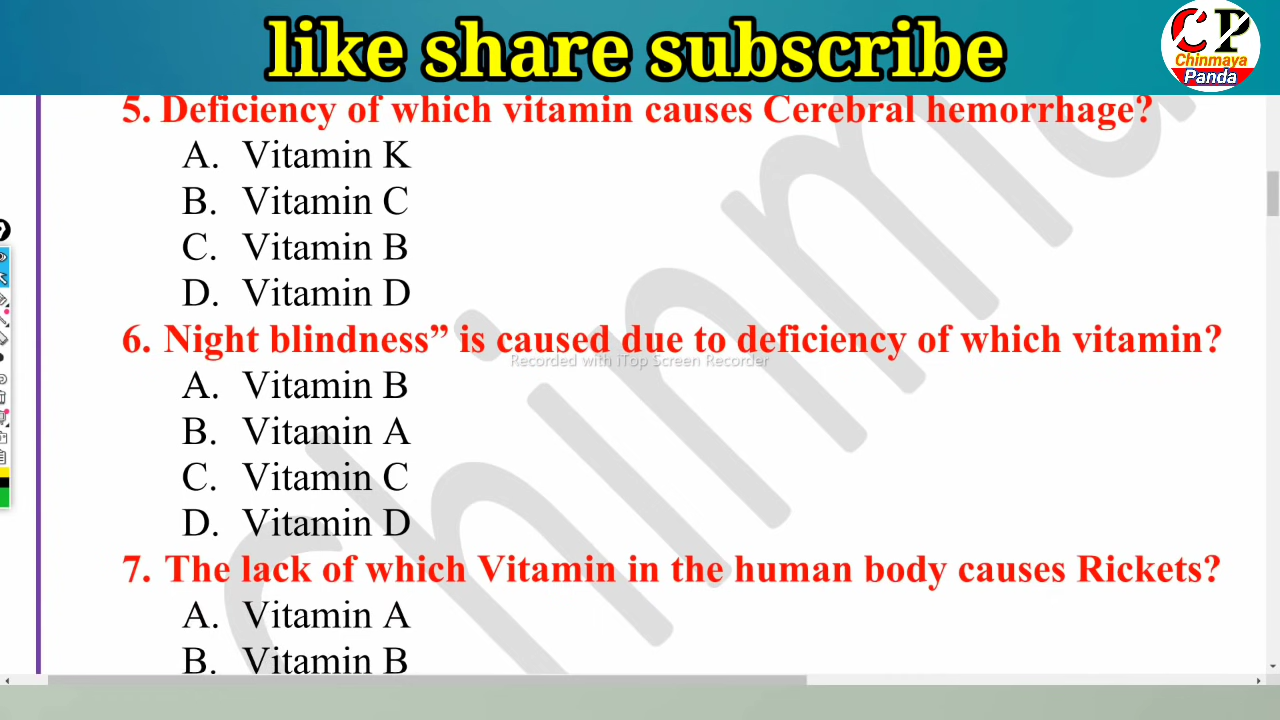 like share subscribe
CP
Chinmaya
Panda
5. Deficiency of which vitamin causes Cerebral hemorrhage?
A. Vitamin K
B. Vitamin C
C. Vitamin B
D. Vitamin D
6. Night blindness” is caused due to deficiency of which vitamin?
Recorded with iTop Screen Recorder
A. Vitamin B
B. Vitamin A
C. Vitamin C
D. Vitamin D
7. The lack of which Vitamin in the human body causes Rickets?
A. Vitamin A
B. Vitamin B
Chinma